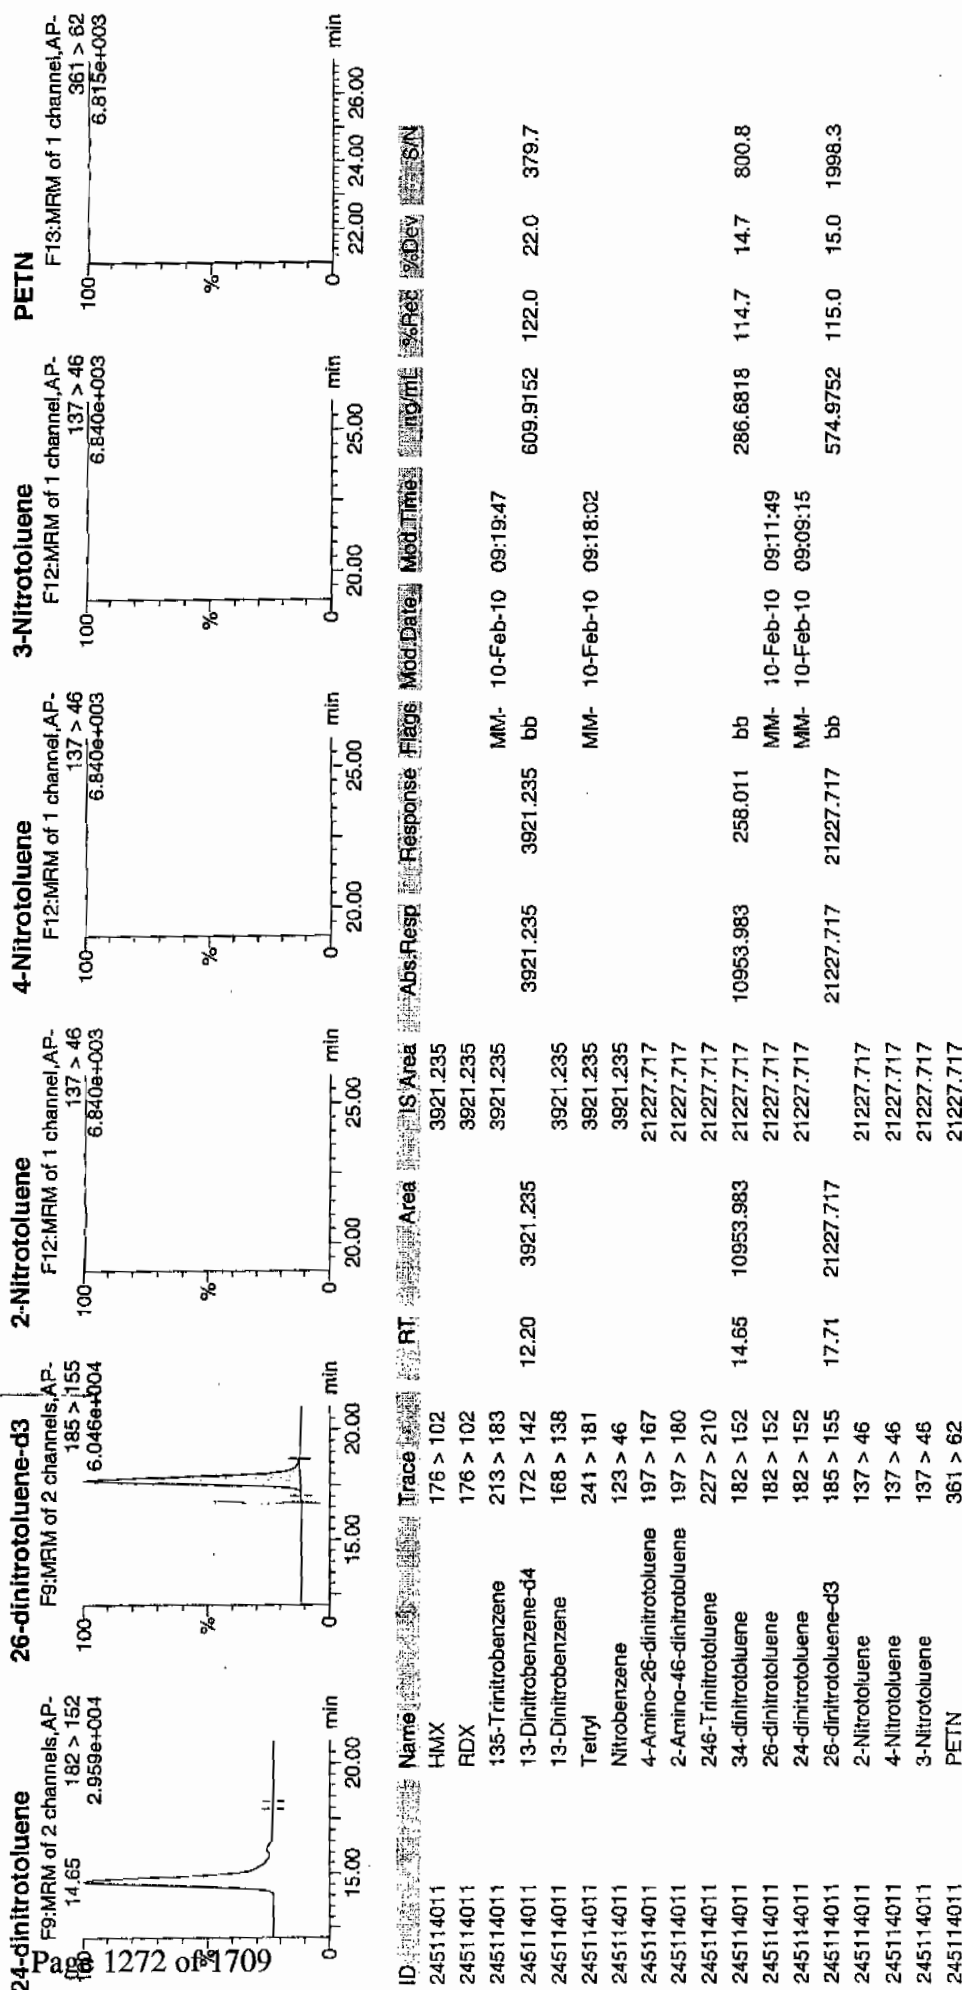 24-dinitrotoluene
F9:MRM of 2 channels,AP-
182 > 152
2.959e+004
14.65
15.00 20.00 min
26-dinitrotoluene-d3
F9:MRM of 2 channels,AP-
185 > 155
6.046e+004
100
%
0
15.00 20.00 min
2-Nitrotoluene
F12:MRM of 1 channel,AP-
137 > 46
6.840e+003
100
%
0
20.00 25.00 min
4-Nitrotoluene
F12:MRM of 1 channel,AP-
137 > 46
6.840e+003
100
%
0
20.00 25.00 min
3-Nitrotoluene
F12:MRM of 1 channel,AP-
137 > 46
6.840e+003
100
%
0
20.00 25.00 min
PETN
F13:MRM of 1 channel,AP-
361 > 62
6.815e+003
100
%
0
22.00 24.00 26.00 min
ID Name Trace RT Area IS Area Abs.Resp Response Flags Mod.Date Mod.Time ng/mL %Rec %Dev S/N
245114011 HMX 176 > 102 3921.235
245114011 RDX 176 > 102 3921.235
245114011 135-Trinitrobenzene 213 > 183 3921.235 MM- 10-Feb-10 09:19:47
245114011 13-Dinitrobenzene-d4 172 > 142 12.20 3921.235 3921.235 3921.235 bb 609.9152 122.0 22.0 379.7
245114011 13-Dinitrobenzene 168 > 138 3921.235
245114011 Tetryl 241 > 181 3921.235 MM- 10-Feb-10 09:18:02
245114011 Nitrobenzene 123 > 46 3921.235
245114011 4-Amino-26-dinitrotoluene 197 > 167 21227.717
245114011 2-Amino-46-dinitrotoluene 197 > 180 21227.717
245114011 246-Trinitrotoluene 227 > 210 21227.717
245114011 34-dinitrotoluene 182 > 152 14.65 10953.983 21227.717 10953.983 258.011 bb 286.6818 114.7 14.7 800.8
245114011 26-dinitrotoluene 182 > 152 21227.717 MM- 10-Feb-10 09:11:49
245114011 24-dinitrotoluene 182 > 152 21227.717 MM- 10-Feb-10 09:09:15
245114011 26-dinitrotoluene-d3 185 > 155 17.71 21227.717 21227.717 21227.717 bb 574.9752 115.0 15.0 1998.3
245114011 2-Nitrotoluene 137 > 46 21227.717
245114011 4-Nitrotoluene 137 > 46 21227.717
245114011 3-Nitrotoluene 137 > 46 21227.717
245114011 PETN 361 > 62 21227.717
Page 1272 of 1709